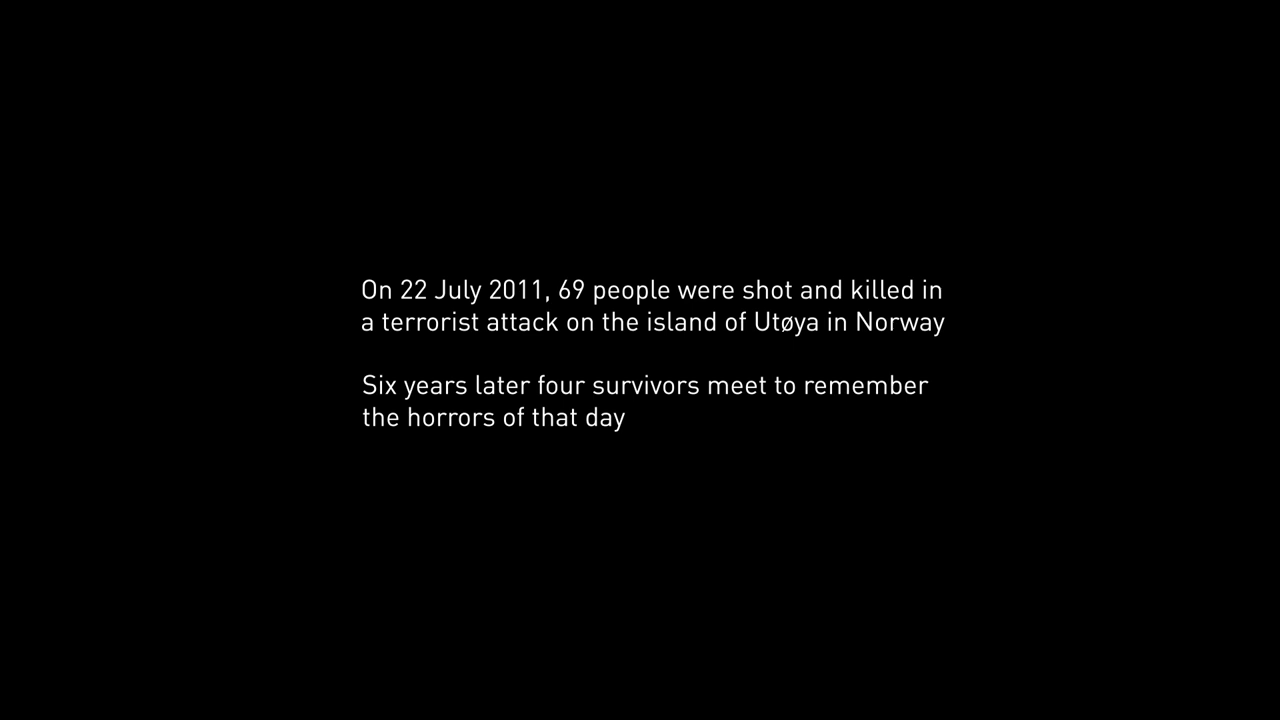 On 22 July 2011, 69 people were shot and killed in
a terrorist attack on the island of Utøya in Norway
Six years later four survivors meet to remember
the horrors of that day